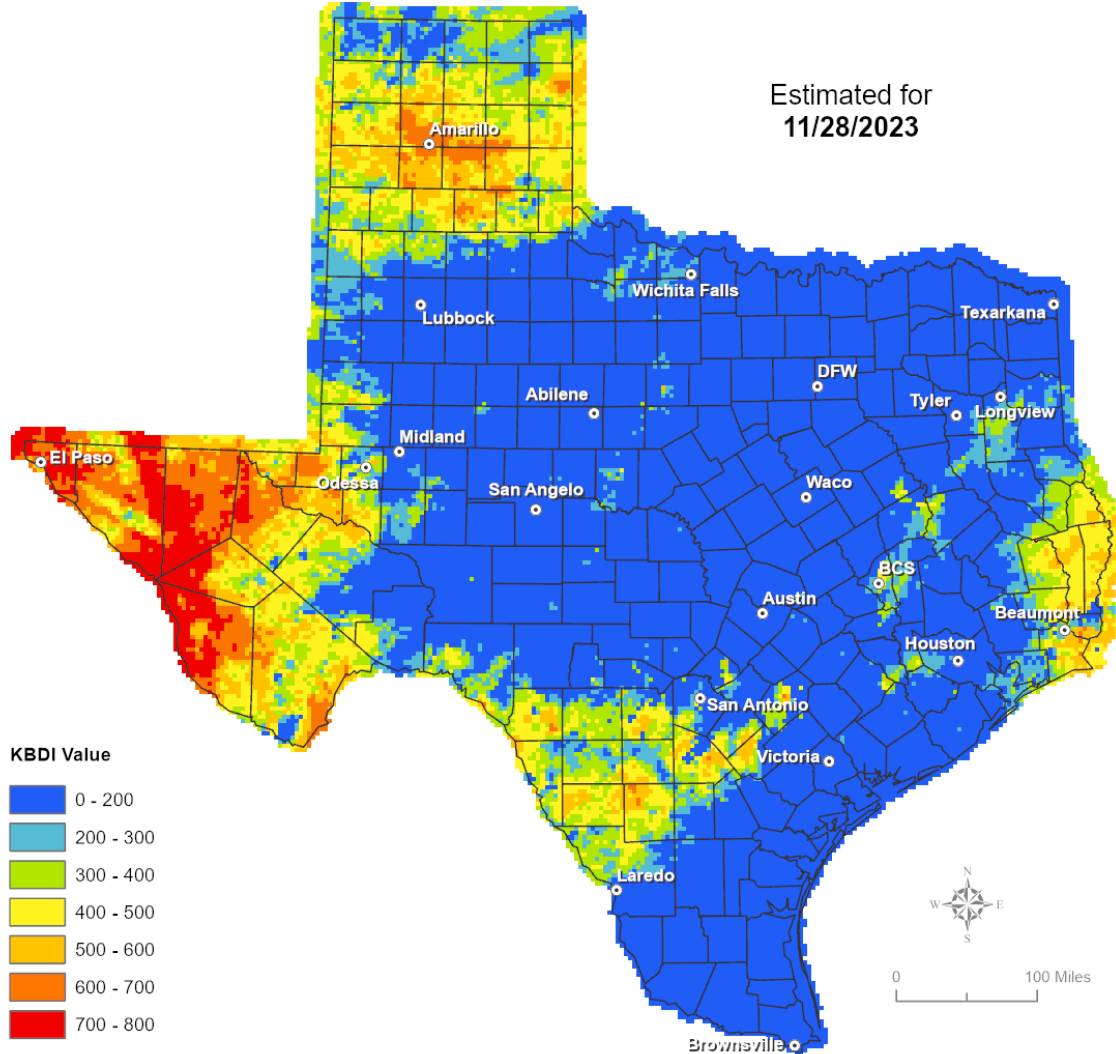 Estimated for
11/28/2023
Amarillo
Wichita Falls
Lubbock
Texarkana
DFW
Abilene
Tyler
Longview
Midland
El Paso
Odessa
San Angelo
Waco
BCS
Austin
Beaumont
Houston
San Antonio
Victoria
Laredo
Brownsville
KBDI Value
0 - 200
200 - 300
300 - 400
400 - 500
500 - 600
600 - 700
700 - 800
N
W E
S
0 100 Miles